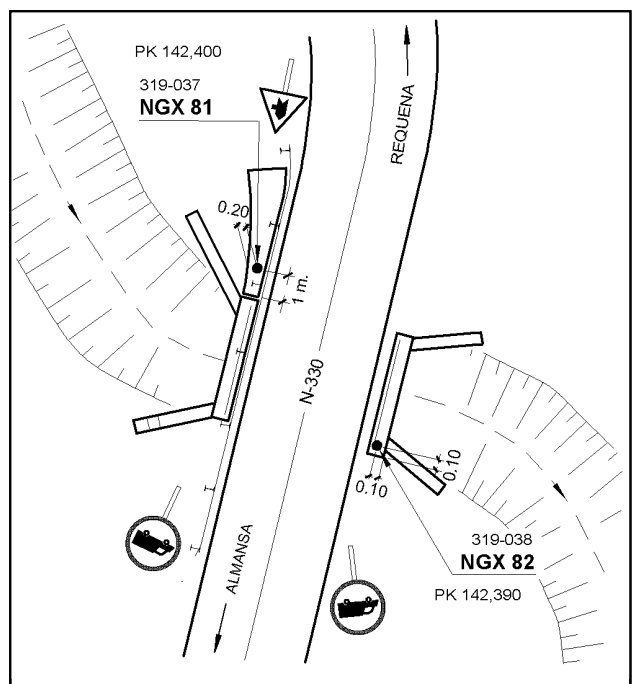 PK 142,400
319-037
NGX 81
REQUENA
0.20
1 m.
N-330
0.10
0.10
319-038
NGX 82
PK 142,390
ALMANSA